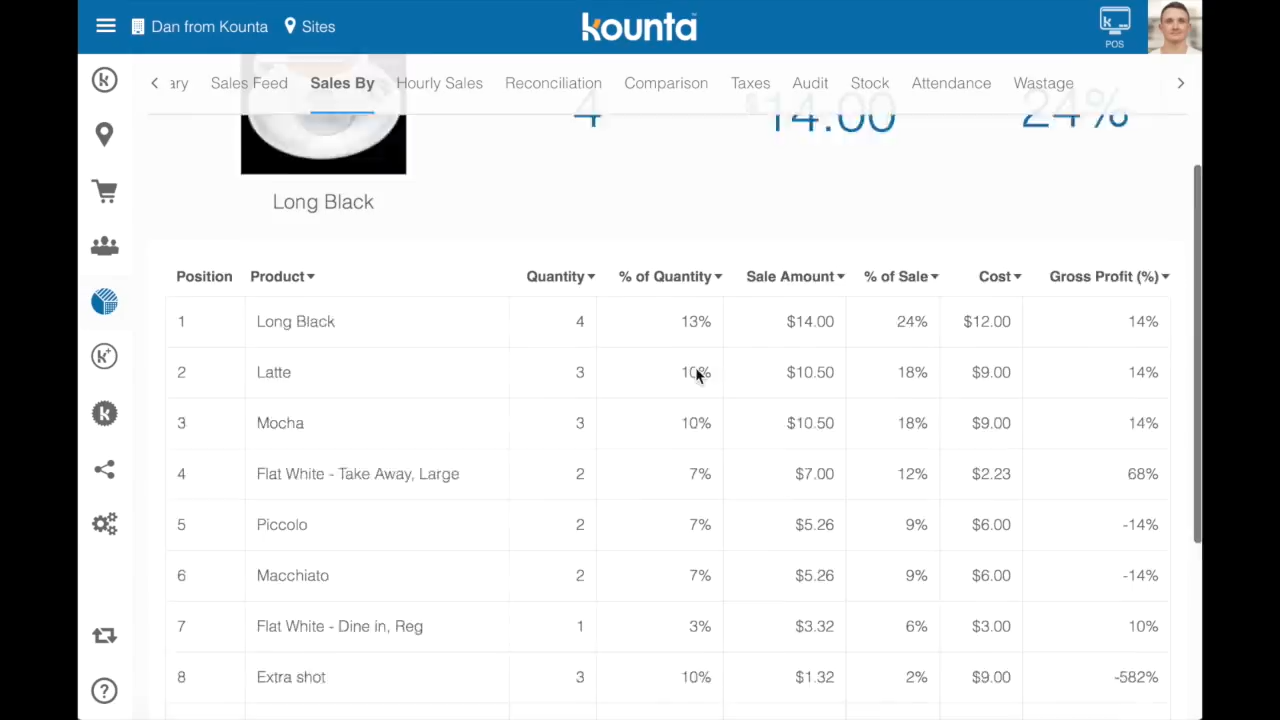 Dan from Kounta Sites kounta POS
ary Sales Feed Sales By Hourly Sales Reconciliation Comparison Taxes Audit Stock Attendance Wastage
4 $14.00 24%
Long Black
Position Product Quantity % of Quantity Sale Amount % of Sale Cost Gross Profit (%)
1 Long Black 4 13% $14.00 24% $12.00 14%
2 Latte 3 10% $10.50 18% $9.00 14%
3 Mocha 3 10% $10.50 18% $9.00 14%
4 Flat White - Take Away, Large 2 7% $7.00 12% $2.23 68%
5 Piccolo 2 7% $5.26 9% $6.00 -14%
6 Macchiato 2 7% $5.26 9% $6.00 -14%
7 Flat White - Dine in, Reg 1 3% $3.32 6% $3.00 10%
8 Extra shot 3 10% $1.32 2% $9.00 -582%